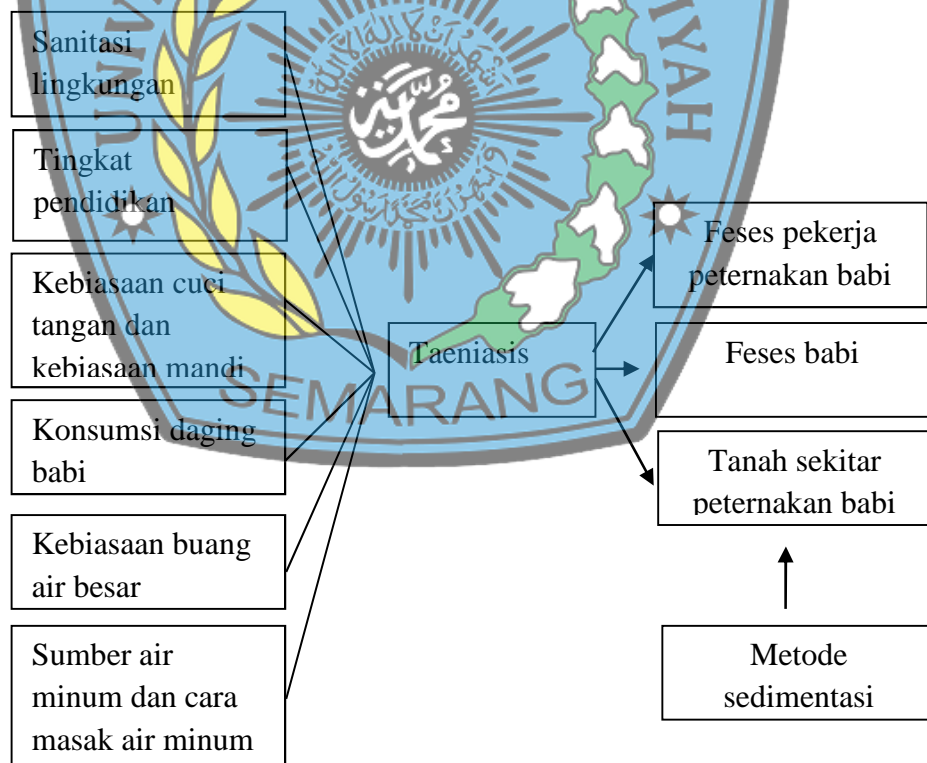 Sanitasi
lingkungan
Tingkat
pendidikan
Kebiasaan cuci
tangan dan
kebiasaan mandi
Konsumsi daging
babi
Kebiasaan buang
air besar
Sumber air
minum dan cara
masak air minum
Taeniasis
Feses pekerja
peternakan babi
Feses babi
Tanah sekitar
peternakan babi
Metode
sedimentasi
SEMARANG
محمد